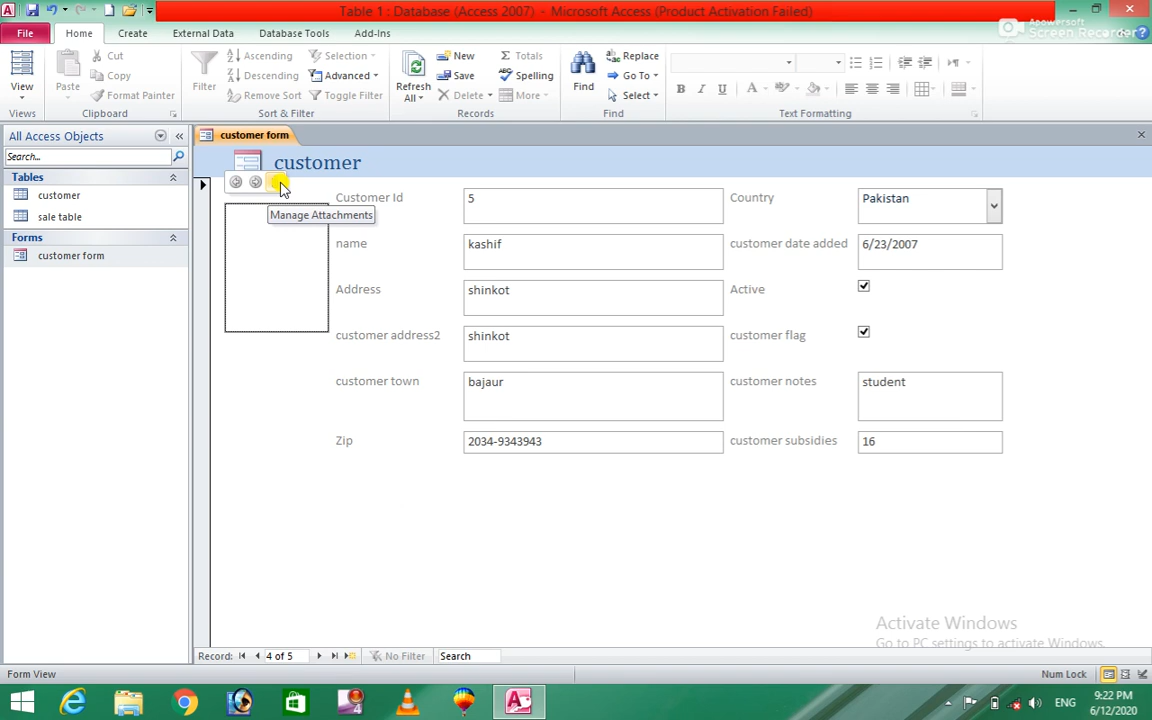 Table 1 : Database (Access 2007) - Microsoft Access (Product Activation Failed)
Apowersoft
Screen Recorder
File Home Create External Data Database Tools Add-Ins
View
Views
Paste
Cut
Copy
Format Painter
Clipboard
Filter
Ascending
Descending
Remove Sort
Selection
Advanced
Toggle Filter
Sort & Filter
Refresh
All
New
Save
Delete
Totals
Spelling
More
Records
Find
Replace
Go To
Select
Find
B I U A
Text Formatting
All Access Objects
Search...
Tables
customer
sale table
Forms
customer form
customer form
customer
Manage Attachments
Customer Id 5 Country Pakistan
name kashif customer date added 6/23/2007
Address shinkot Active
customer address2 shinkot customer flag
customer town bajaur customer notes student
Zip 2034-9343943 customer subsidies 16
Activate Windows
Go to PC settings to activate Windows.
Record: 4 of 5 No Filter Search
Form View Num Lock
ENG
9:22 PM
6/12/2020